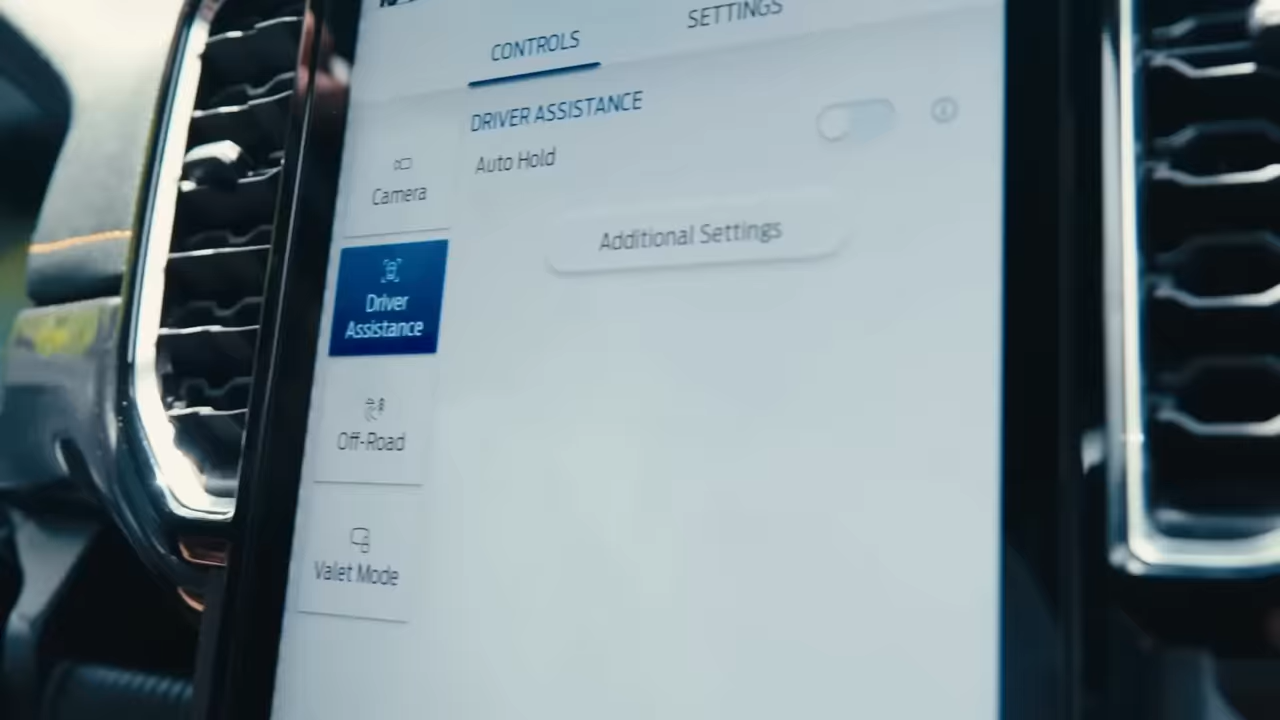 CONTROLS
SETTINGS
DRIVER ASSISTANCE
Auto Hold
Additional Settings
Camera
Driver
Assistance
Off-Road
Valet Mode